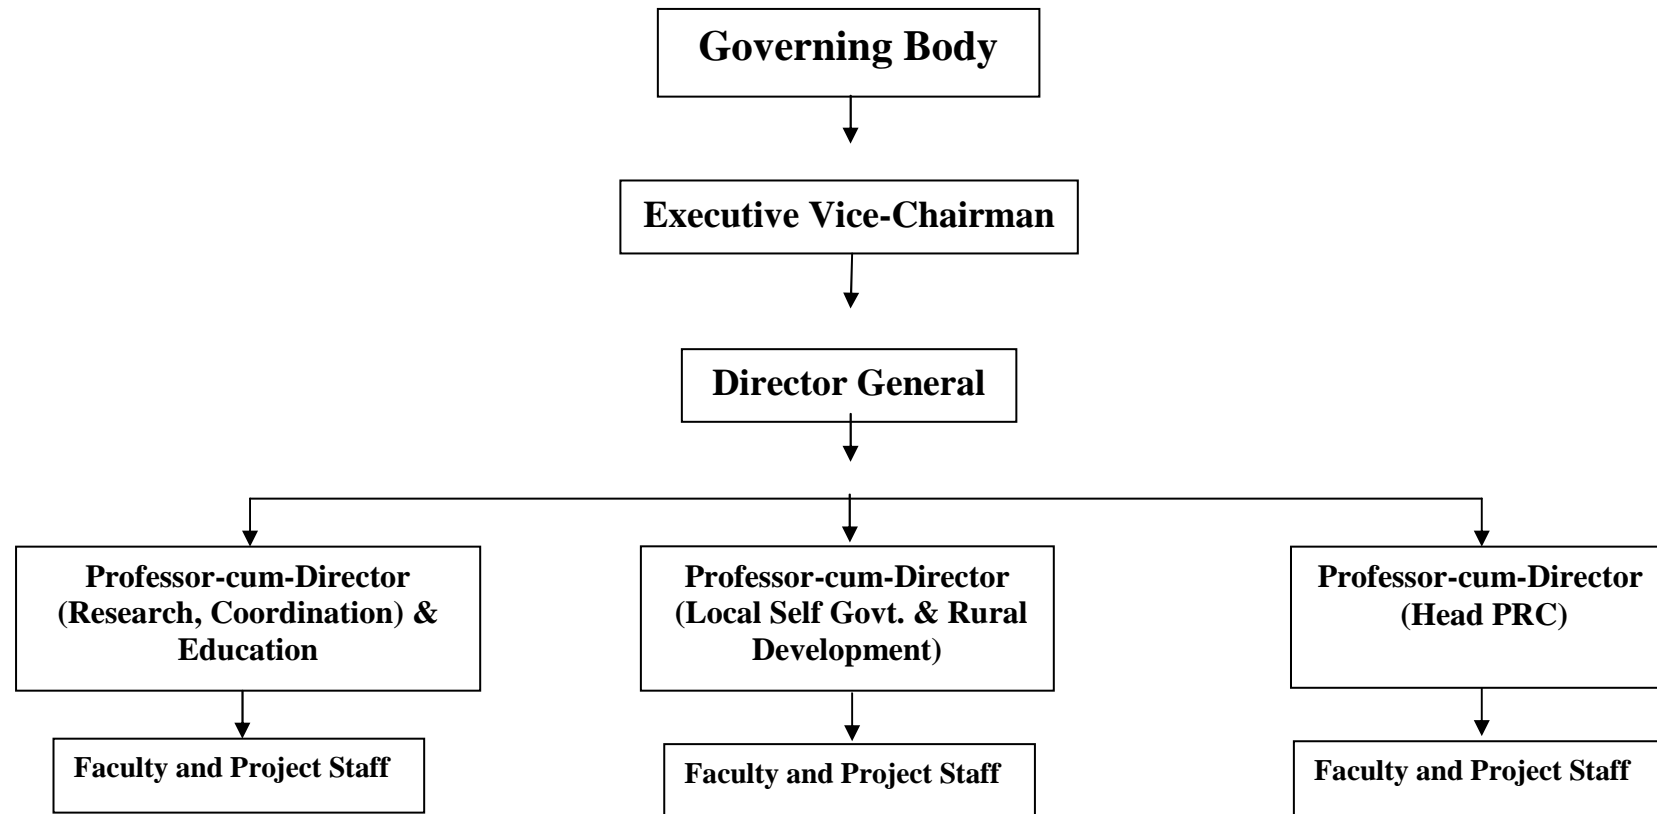 Governing Body
Executive Vice-Chairman
Director General
Professor-cum-Director
(Research, Coordination) &
Education
Professor-cum-Director
(Local Self Govt. & Rural
Development)
Professor-cum-Director
(Head PRC)
Faculty and Project Staff
Faculty and Project Staff
Faculty and Project Staff